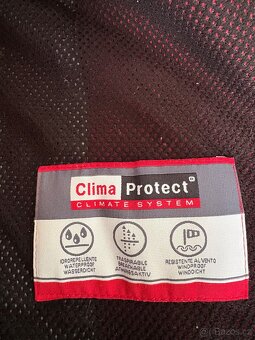 Clima Protect®
CLIMATE SYSTEM
IDROREPELLENTE
WATERPROOF
WASSERDICHT
TRASPIRABILE
BREATHABLE
ATMUNGSAKTIV
RESISTENTE AL VENTO
WINDPROOF
WINDDICHT